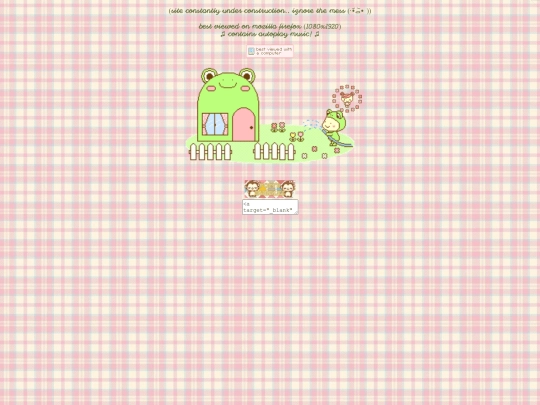 (site constantly under construction.. ignore the mess
best viewed on mozilla firefox (1080x1920)
♫ contains autoplay music! ♫
best viewed with
a computer
<a
target="_blank"